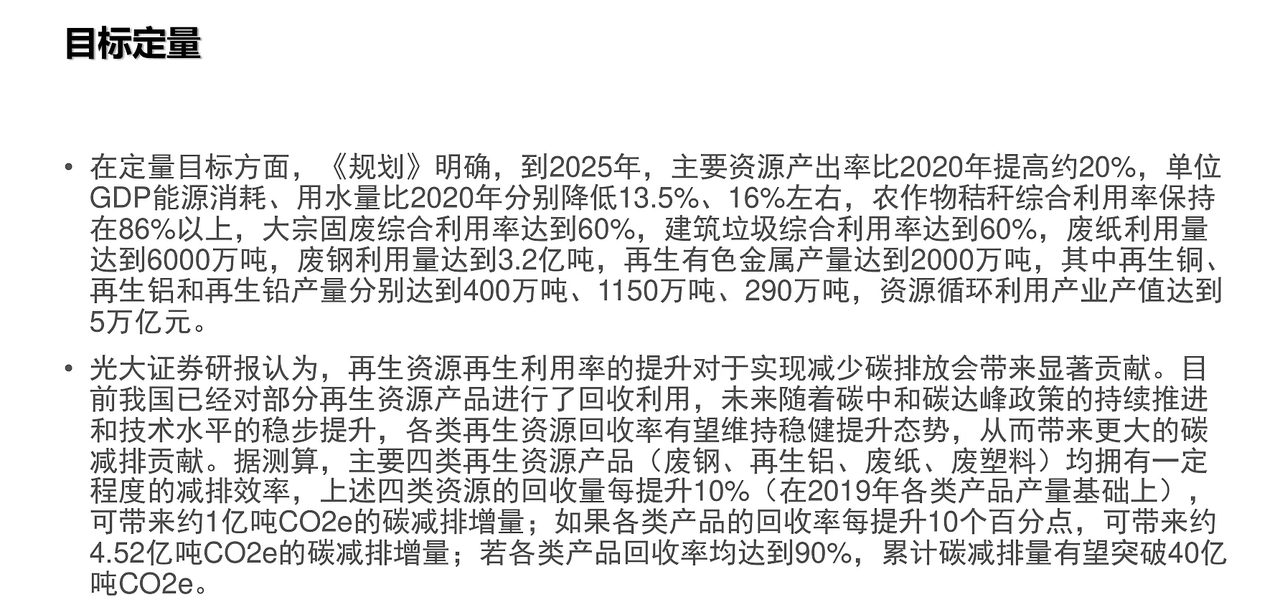 目标定量
• 在定量目标方面，《规划》明确，到2025年，主要资源产出率比2020年提高约20%，单位
GDP能源消耗、用水量比2020年分别降低13.5%、16%左右，农作物秸秆综合利用率保持
在86%以上，大宗固废综合利用率达到60%，建筑垃圾综合利用率达到60%，废纸利用量
达到6000万吨，废钢利用量达到3.2亿吨，再生有色金属产量达到2000万吨，其中再生铜、
再生铝和再生铅产量分别达到400万吨、1150万吨、290万吨，资源循环利用产业产值达到
5万亿元。
• 光大证券研报认为，再生资源再生利用率的提升对于实现减少碳排放会带来显著贡献。目
前我国已经对部分再生资源产品进行了回收利用，未来随着碳中和碳达峰政策的持续推进
和技术水平的稳步提升，各类再生资源回收率有望维持稳健提升态势，从而带来更大的碳
减排贡献。据测算，主要四类再生资源产品（废钢、再生铝、废纸、废塑料）均拥有一定
程度的减排效率，上述四类资源的回收量每提升10%（在2019年各类产品产量基础上），
可带来约1亿吨CO2e的碳减排增量；如果各类产品的回收率每提升10个百分点，可带来约
4.52亿吨CO2e的碳减排增量；若各类产品回收率均达到90%，累计碳减排量有望突破40亿
吨CO2e。